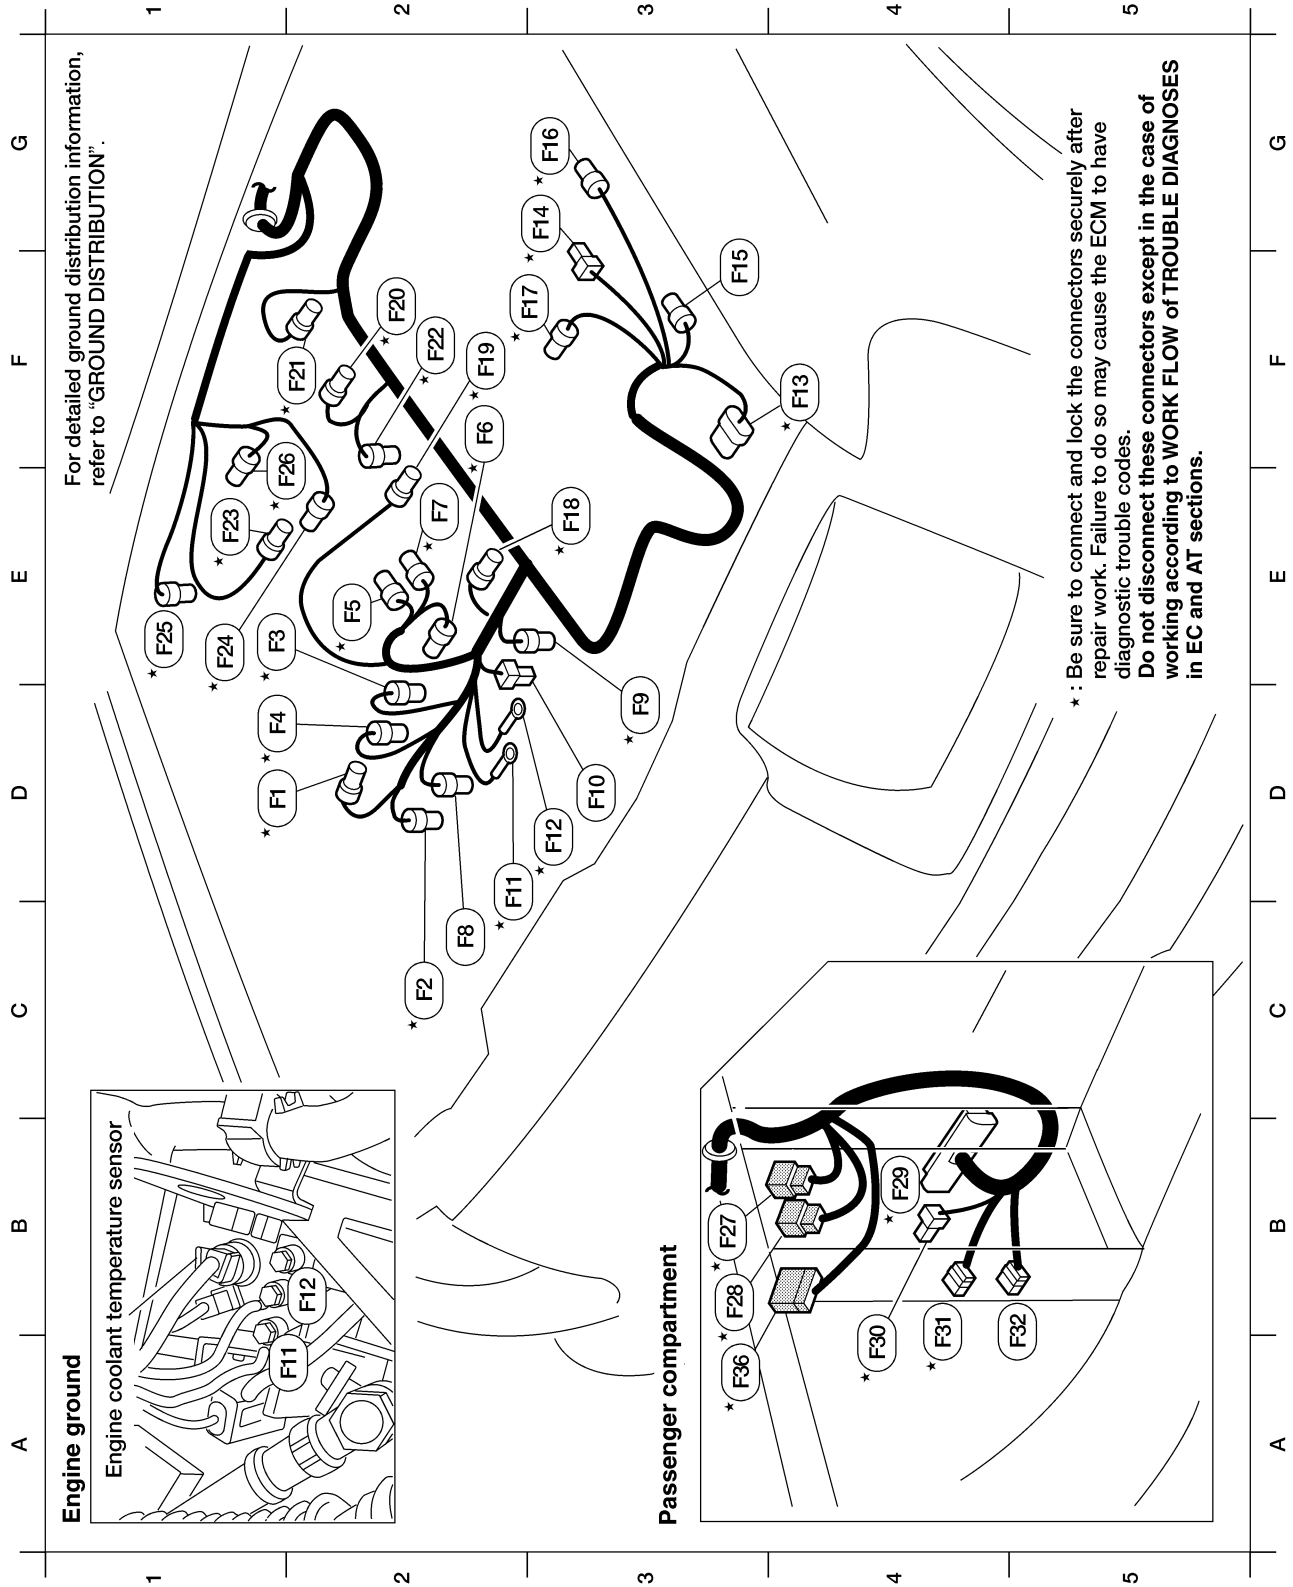 Engine ground
Engine coolant temperature sensor
F11
F12
For detailed ground distribution information,
refer to “GROUND DISTRIBUTION”.
1
2
3
4
5
A
B
C
D
E
F
G
★ F25
★ F24
★ F3
★ F4
★ F1
★ F23
★ F26
★ F21
★ F20
★ F22
★ F19
★ F6
★ F7
★ F5
★ F18
★ F9
F10
★ F12
★ F11
F8
★ F2
★ F17
★ F14
★ F16
F15
★ F13
Passenger compartment
★ F27
★ F28
★ F36
★ F29
★ F30
★ F31
F32
★ : Be sure to connect and lock the connectors securely after
repair work. Failure to do so may cause the ECM to have
diagnostic trouble codes.
Do not disconnect these connectors except in the case of
working according to WORK FLOW of TROUBLE DIAGNOSES
in EC and AT sections.
A
B
C
D
E
F
G
1
2
3
4
5